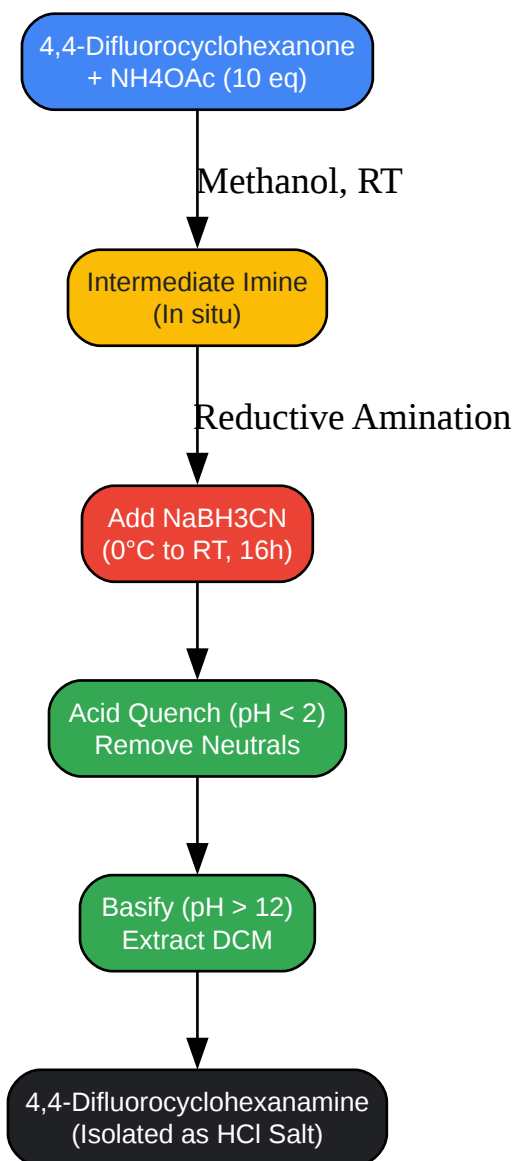 4,4-Difluorocyclohexanone
+ NH4OAc (10 eq)
Methanol, RT
Intermediate Imine
(In situ)
Reductive Amination
Add NaBH3CN
(0°C to RT, 16h)
Acid Quench (pH < 2)
Remove Neutrals
Basify (pH > 12)
Extract DCM
4,4-Difluorocyclohexanamine
(Isolated as HCl Salt)